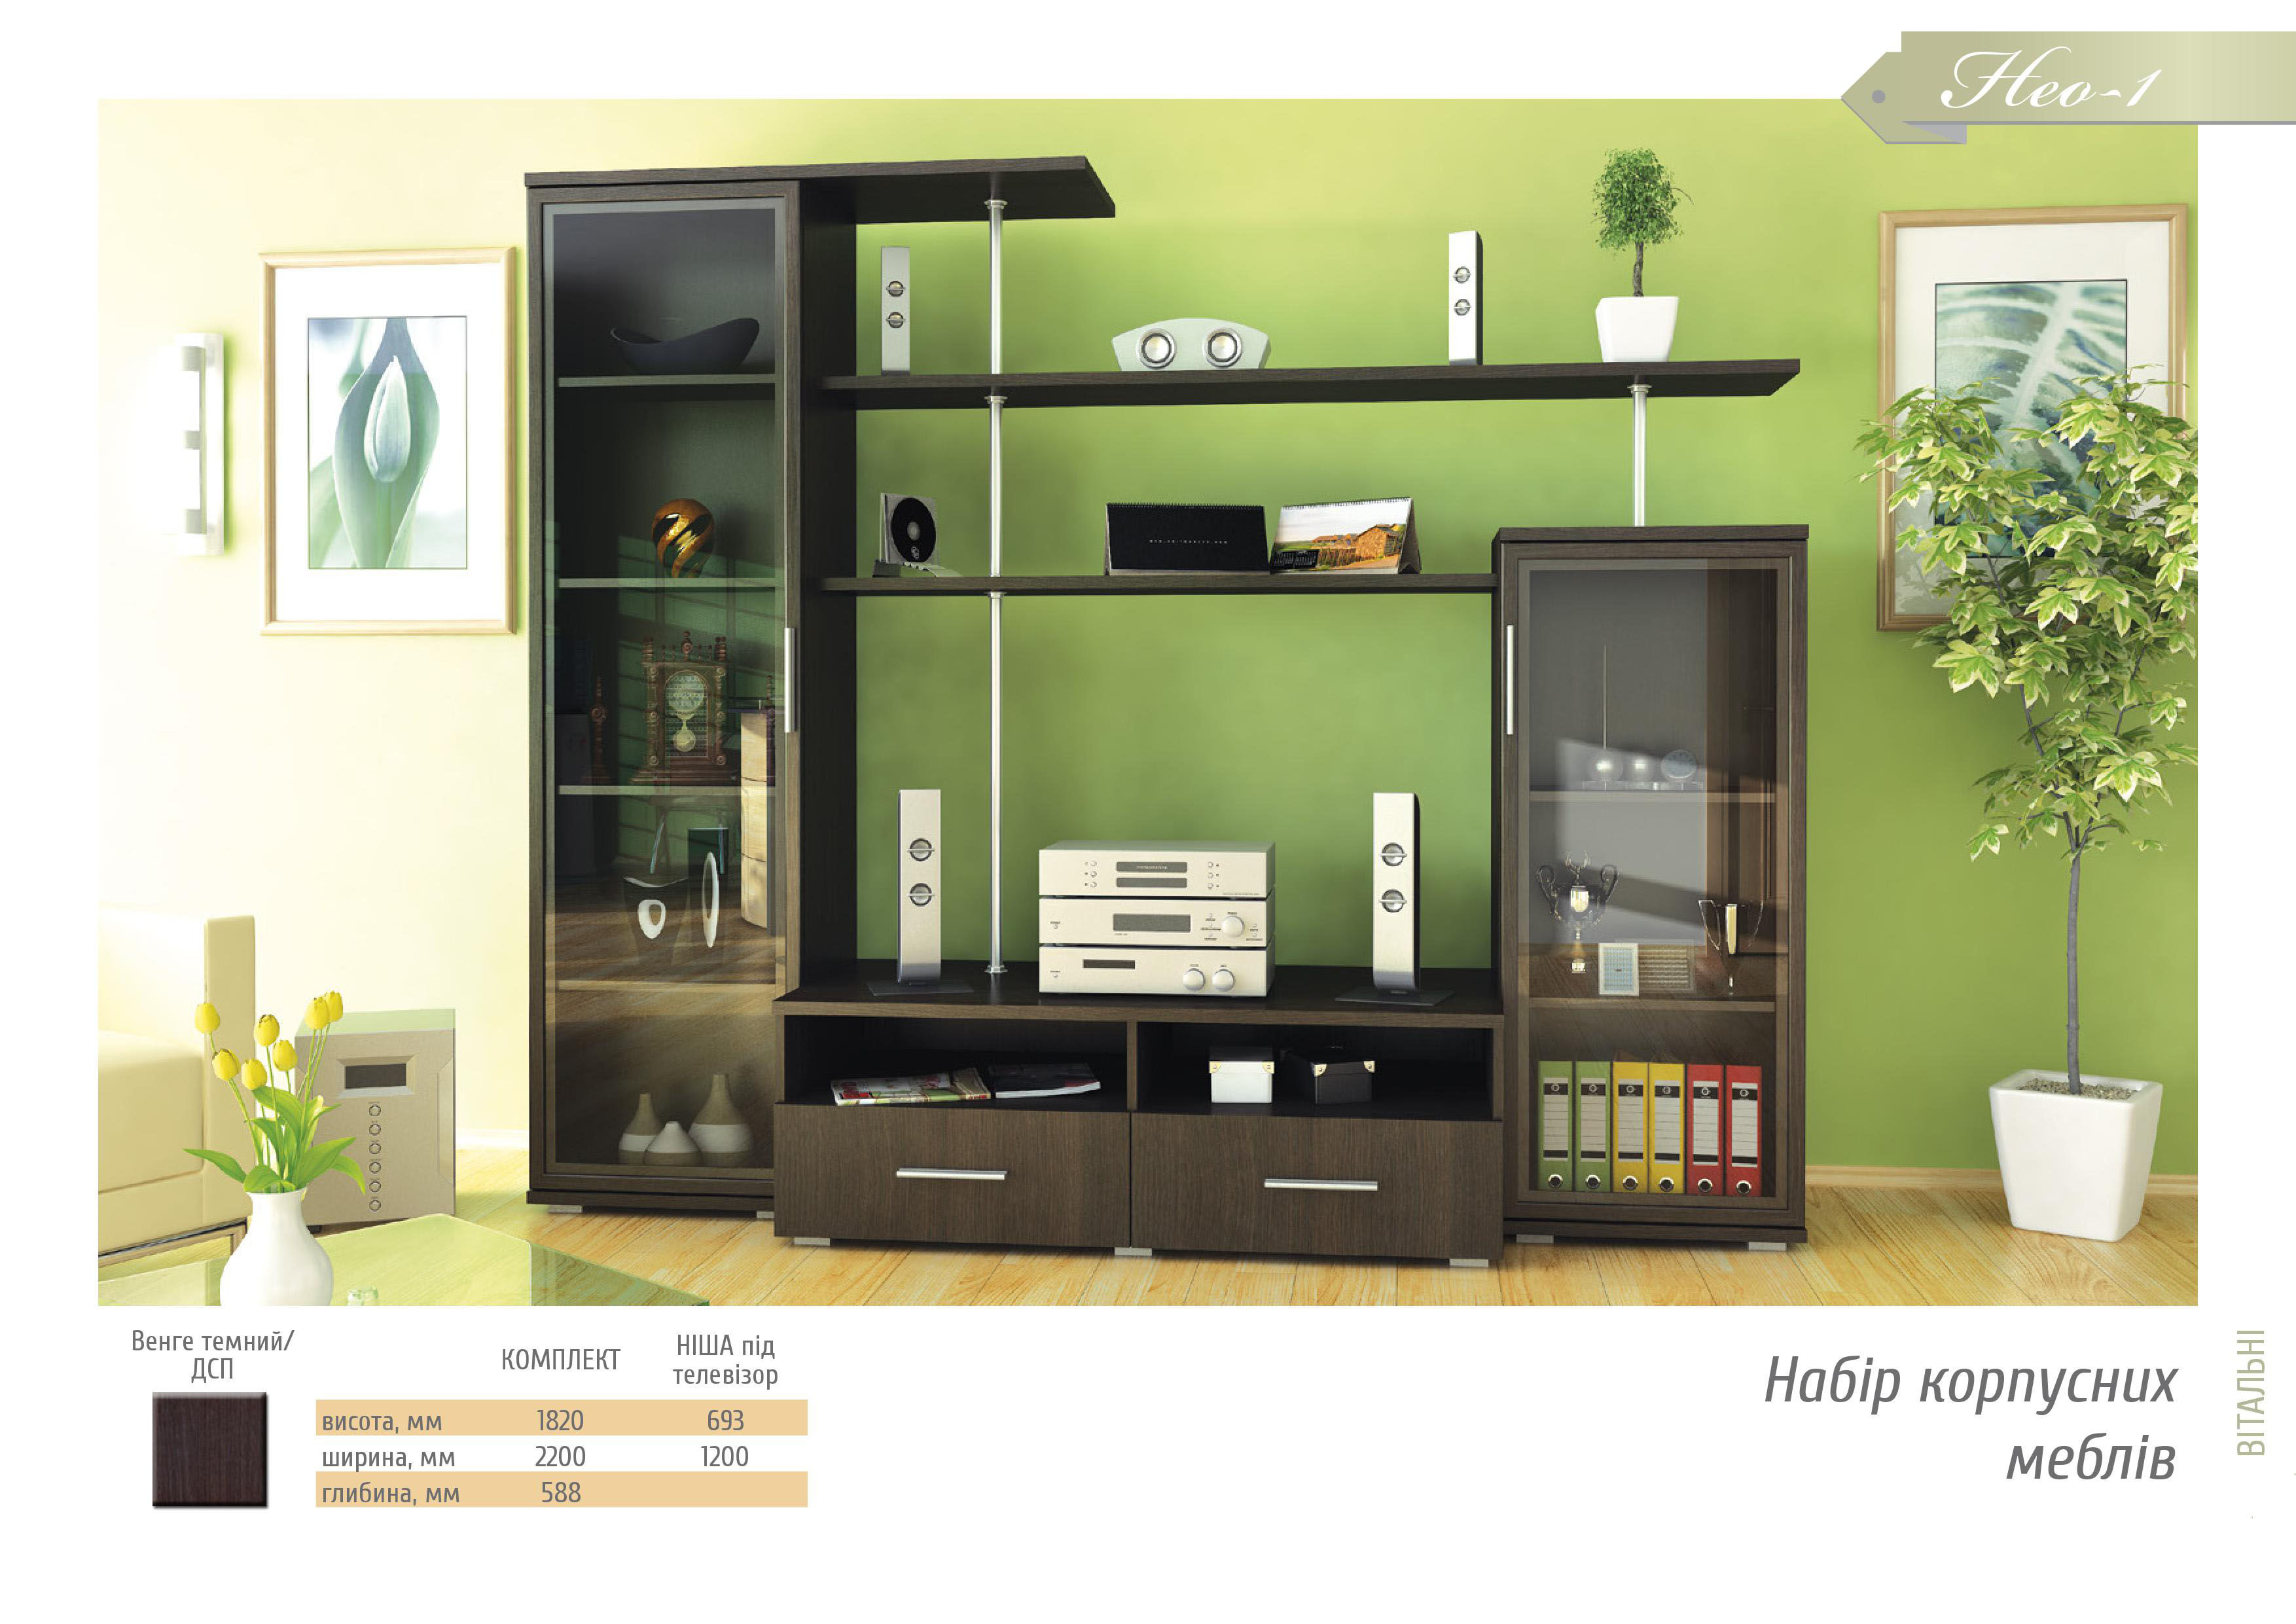 Нео-1
Венге темний/
ДСП
КОМПЛЕКТ
НІША під
телевізор
висота, мм 1820 693
ширина, мм 2200 1200
глибина, мм 588
Набір корпусних
меблів
ВІТАЛЬНІ